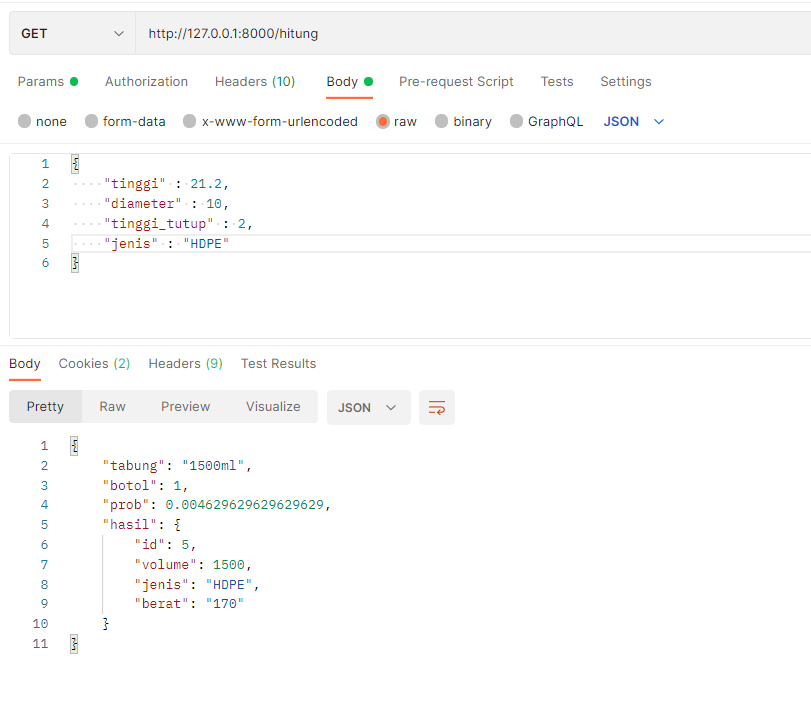 GET http://127.0.0.1:8000/hitung
Params Authorization Headers (10) Body Pre-request Script Tests Settings
none form-data x-www-form-urlencoded raw binary GraphQL JSON
1 {
2 "tinggi" : 21.2,
3 "diameter" : 10,
4 "tinggi_tutup" : 2,
5 "jenis" : "HDPE"
6 }
Body Cookies (2) Headers (9) Test Results
Pretty Raw Preview Visualize JSON
1 {
2 "tabung": "1500ml",
3 "botol": 1,
4 "prob": 0.004629629629629629,
5 "hasil": {
6 "id": 5,
7 "volume": 1500,
8 "jenis": "HDPE",
9 "berat": "170"
10 }
11 }